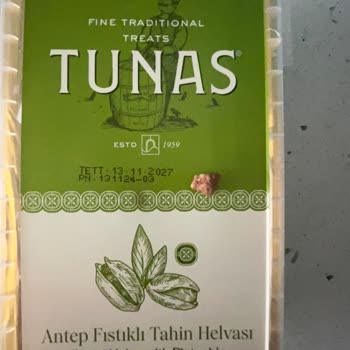 FINE TRADITIONAL
TREATS
TUNAS®
ESTD 1959
TETT: 13.11.2027
PN: 131124-03
Antep Fıstıklı Tahin Helvası